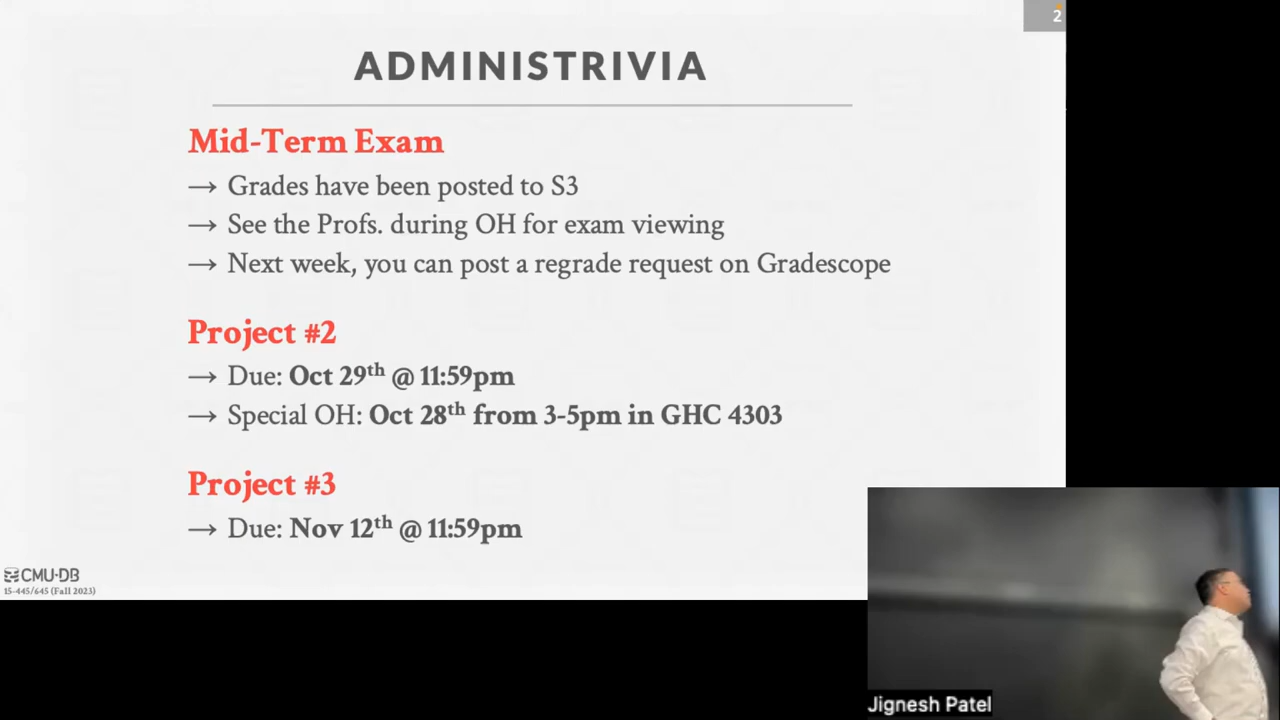 2
ADMINISTRIVIA
Mid-Term Exam
→ Grades have been posted to S3
→ See the Profs. during OH for exam viewing
→ Next week, you can post a regrade request on Gradescope
Project #2
→ Due: Oct 29th @ 11:59pm
→ Special OH: Oct 28th from 3-5pm in GHC 4303
Project #3
→ Due: Nov 12th @ 11:59pm
CMU·DB
15-445/645 (Fall 2023)
Jignesh Patel